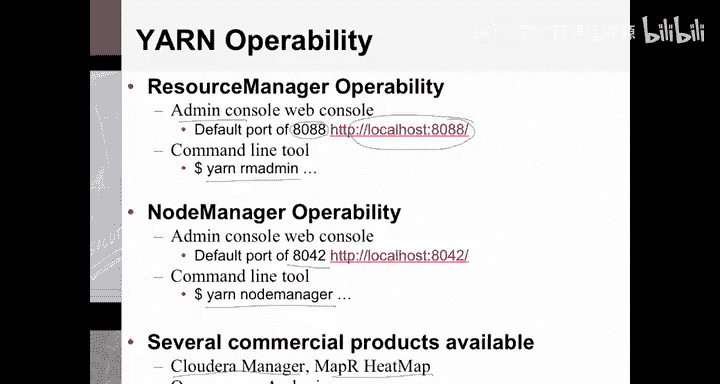 bilibili
YARN Operability
• ResourceManager Operability
– Admin console web console
• Default port of 8088 http://localhost:8088/
– Command line tool
• $ yarn rmadmin …
• NodeManager Operability
– Admin console web console
• Default port of 8042 http://localhost:8042/
– Command line tool
• $ yarn nodemanager …
• Several commercial products available
– Cloudera Manager, MapR HeatMap